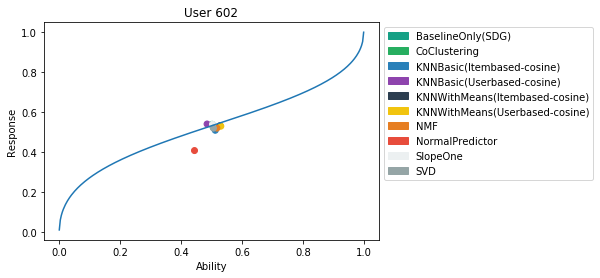 User 602
1.0
0.8
0.6
0.4
0.2
0.0
Response
0.0 0.2 0.4 0.6 0.8 1.0
Ability
BaselineOnly(SDG)
CoClustering
KNNBasic(Itembased-cosine)
KNNBasic(Userbased-cosine)
KNNWithMeans(Itembased-cosine)
KNNWithMeans(Userbased-cosine)
NMF
NormalPredictor
SlopeOne
SVD